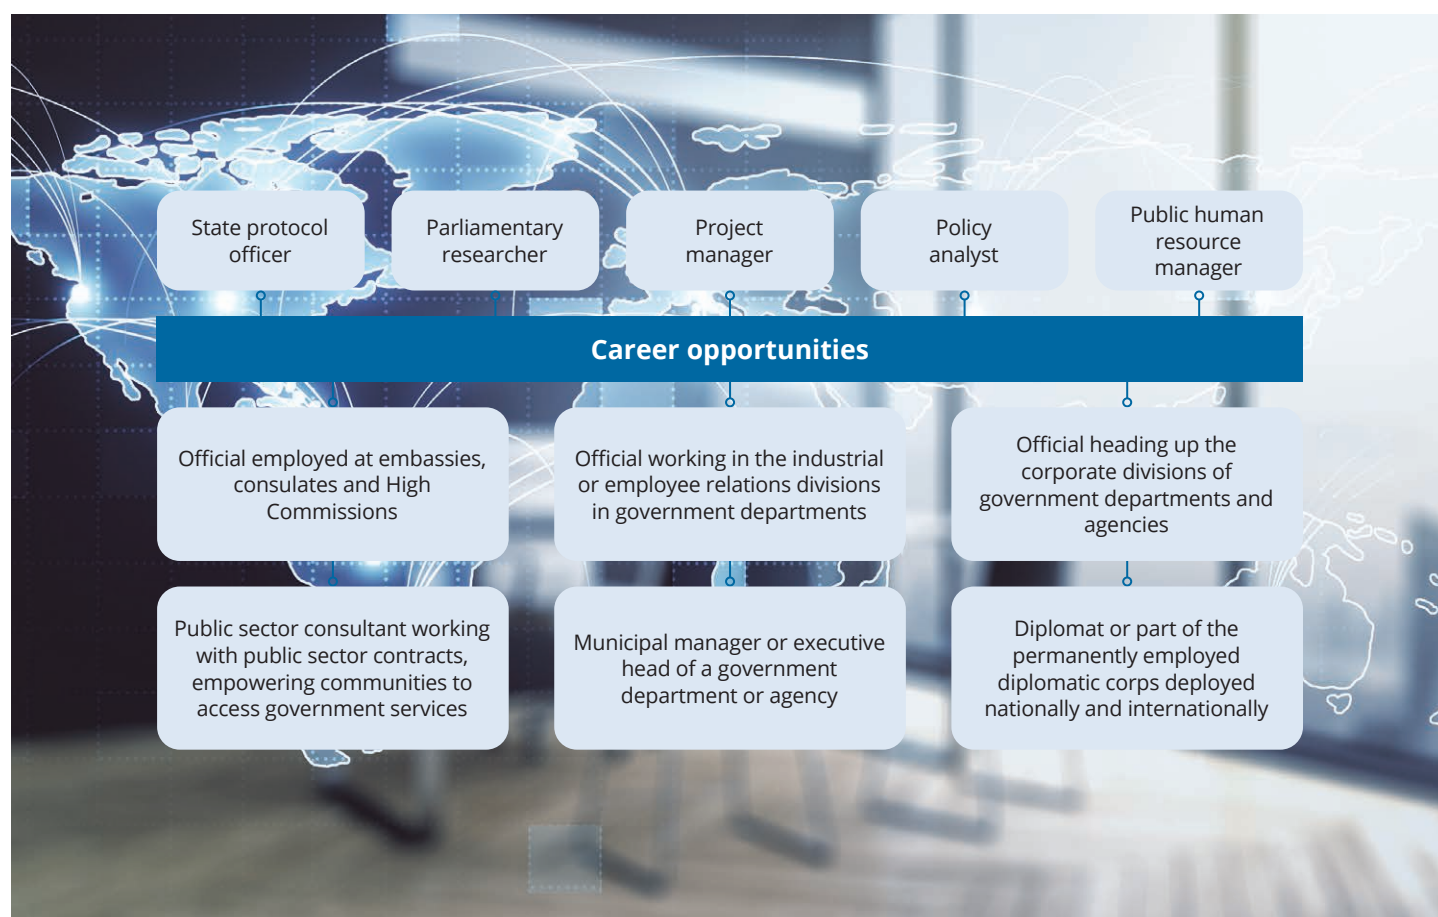 State protocol
officer
Parliamentary
researcher
Project
manager
Policy
analyst
Public human
resource
manager
Career opportunities
Official employed at embassies,
consulates and High
Commissions
Official working in the industrial
or employee relations divisions
in government departments
Official heading up the
corporate divisions of
government departments and
agencies
Public sector consultant working
with public sector contracts,
empowering communities to
access government services
Municipal manager or executive
head of a government
department or agency
Diplomat or part of the
permanently employed
diplomatic corps deployed
nationally and internationally